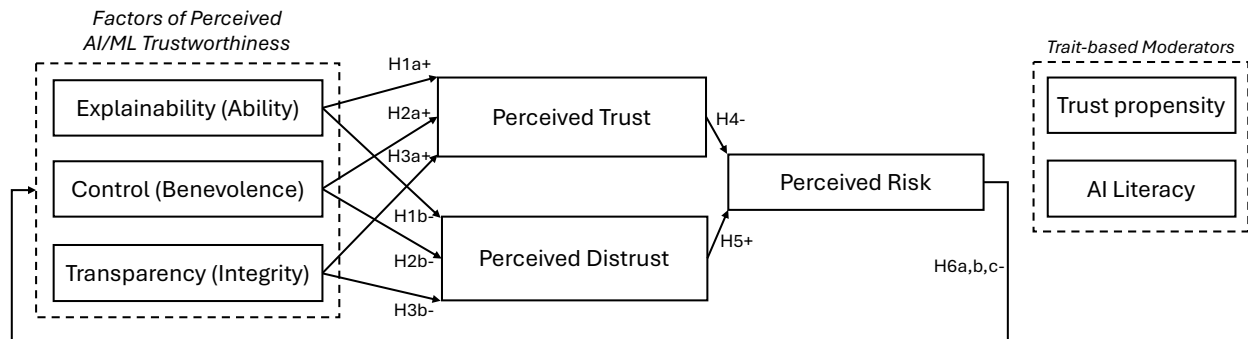 Factors of Perceived
AI/ML Trustworthiness
Explainability (Ability)
Control (Benevolence)
Transparency (Integrity)
H1a+
H2a+
H3a+
H1b-
H2b-
H3b-
Perceived Trust
Perceived Distrust
H4-
H5+
Perceived Risk
H6a,b,c-
Trait-based Moderators
Trust propensity
AI Literacy